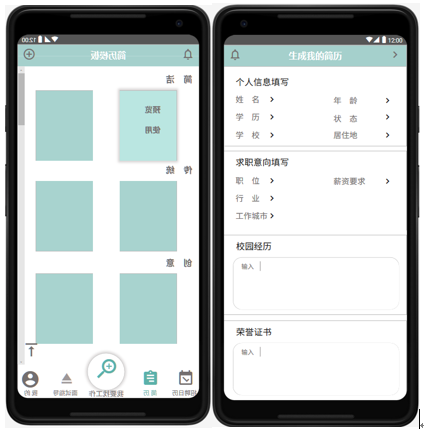 12:00
简历模板
简 洁
预览
使用
传 统
创 意
我的
面试指导
我要找工作
简历
招聘日历
12:00
生成我的简历
个人信息填写
姓 名
年 龄
学 历
状 态
学 校
居住地
求职意向填写
职 位
薪资要求
行 业
工作城市
校园经历
输入
荣誉证书
输入